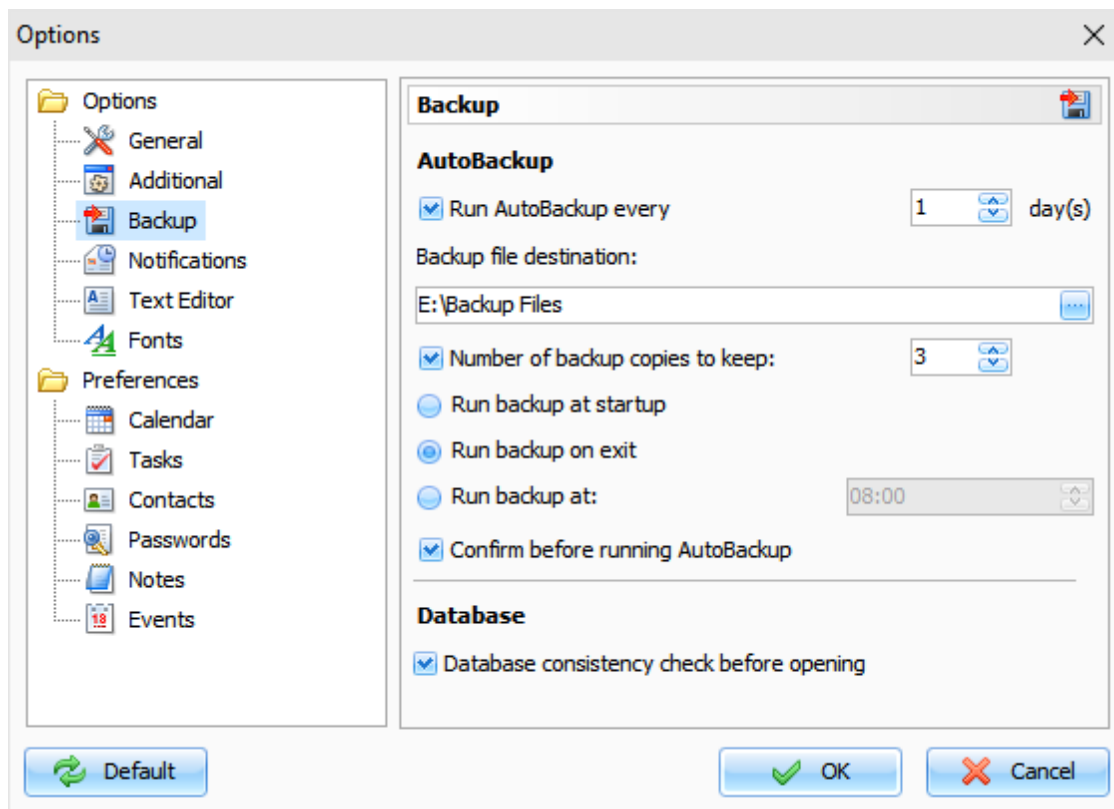 Options
Options
General
Additional
Backup
Notifications
Text Editor
Fonts
Preferences
Calendar
Tasks
Contacts
Passwords
Notes
18
Events
Backup
AutoBackup
Run AutoBackup every 1 day(s)
Backup file destination:
E:\Backup Files
...
Number of backup copies to keep: 3
Run backup at startup
Run backup on exit
Run backup at: 08:00
Confirm before running AutoBackup
Database
Database consistency check before opening
Default
OK
Cancel